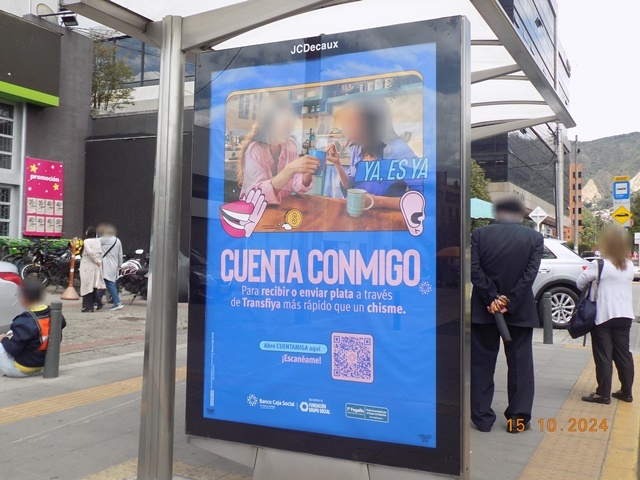 JCDecaux
promoción
YA, ES YA
CUENTA CONMIGO
Para recibir o enviar plata a través
de Transfiya más rápido que un chisme.
Abre CUENTAMIGA aquí
¡Escanéame!
Banco Caja Social
FUNDACIÓN
GRUPO SOCIAL
15.10.2024